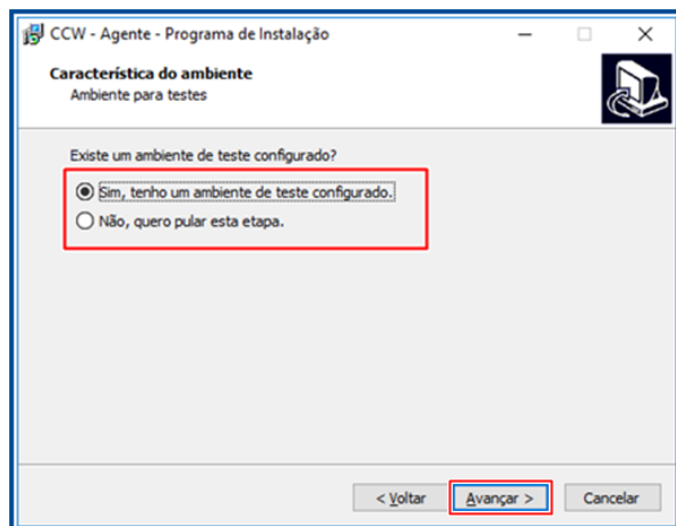 CCW - Agente - Programa de Instalação
Característica do ambiente
Ambiente para testes
Existe um ambiente de teste configurado?
Sim, tenho um ambiente de teste configurado.
Não, quero pular esta etapa.
< Voltar Avançar > Cancelar